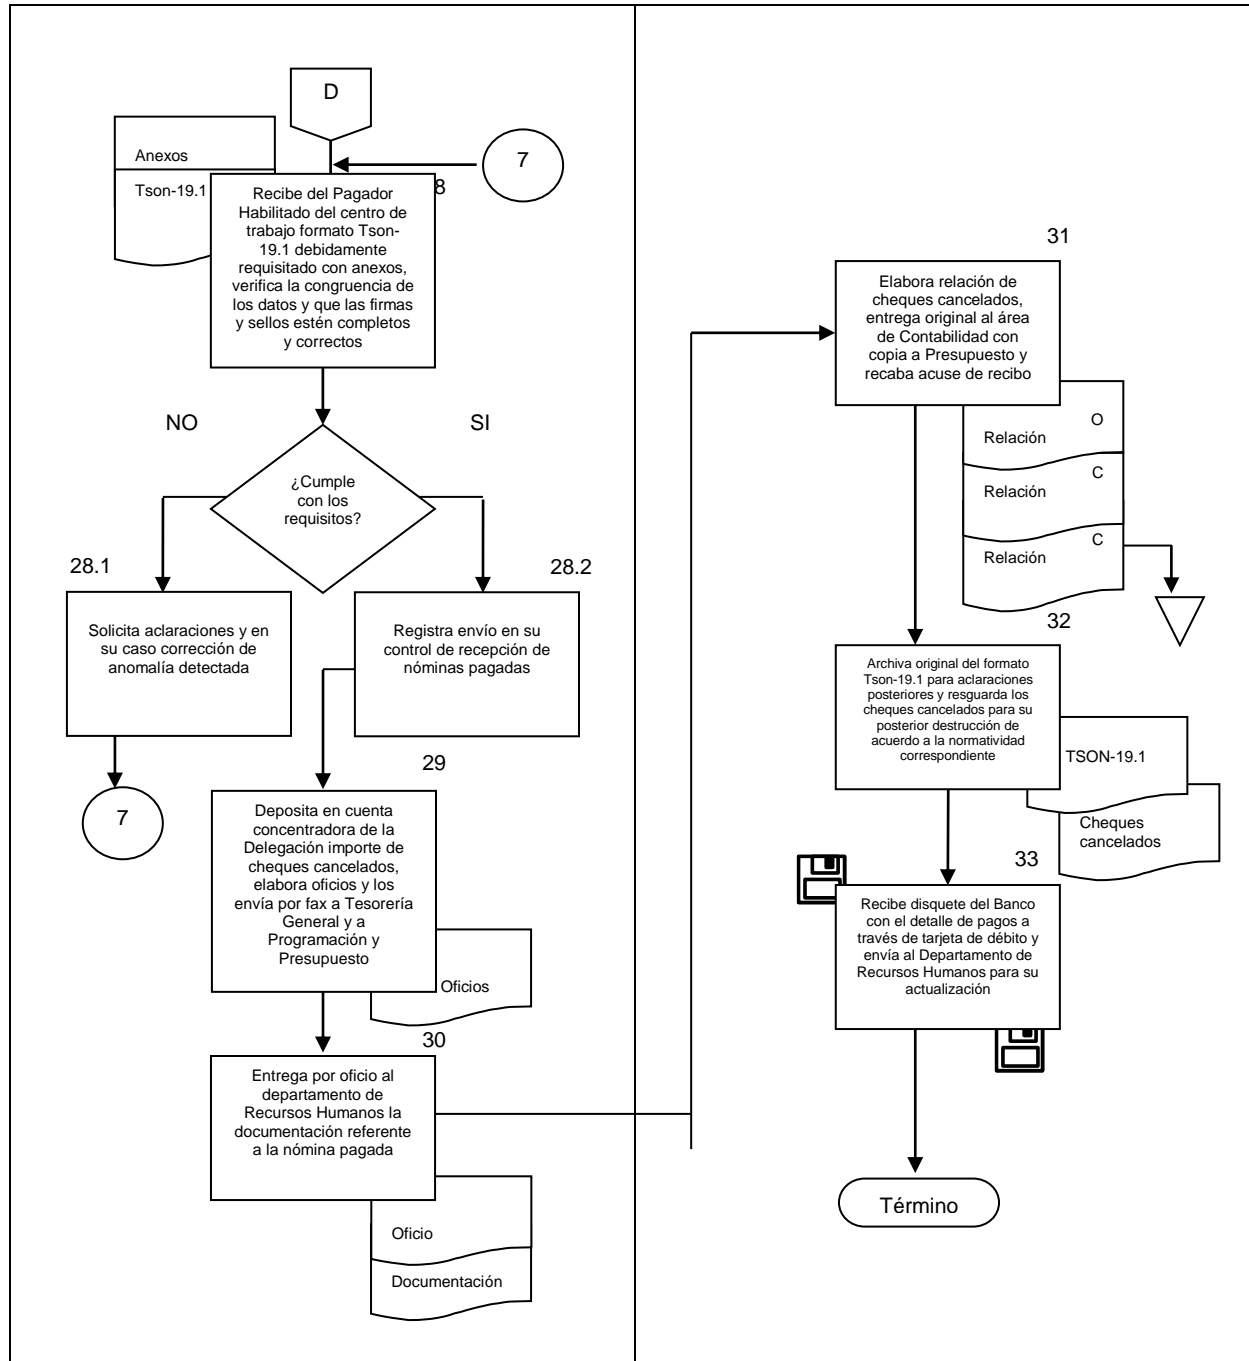 D
7
Anexos
Tson-19.1
8
Recibe del Pagador
Habilitado del centro de
trabajo formato Tson-
19.1 debidamente
requisitado con anexos,
verifica la congruencia de
los datos y que las firmas
y sellos estén completos
y correctos
NO
SI
¿Cumple
con los
requisitos?
28.1
28.2
Solicita aclaraciones y en
su caso corrección de
anomalía detectada
Registra envío en su
control de recepción de
nóminas pagadas
7
29
Deposita en cuenta
concentradora de la
Delegación importe de
cheques cancelados,
elabora oficios y los
envía por fax a Tesorería
General y a
Programación y
Presupuesto
Oficios
30
Entrega por oficio al
departamento de
Recursos Humanos la
documentación referente
a la nómina pagada
Oficio
Documentación
31
Elabora relación de
cheques cancelados,
entrega original al área
de Contabilidad con
copia a Presupuesto y
recaba acuse de recibo
O
Relación
C
Relación
C
Relación
32
Archiva original del formato
Tson-19.1 para aclaraciones
posteriores y resguarda los
cheques cancelados para su
posterior destrucción de
acuerdo a la normatividad
correspondiente
TSON-19.1
Cheques
cancelados
33
Recibe disquete del Banco
con el detalle de pagos a
través de tarjeta de débito y
envía al Departamento de
Recursos Humanos para su
actualización
Término